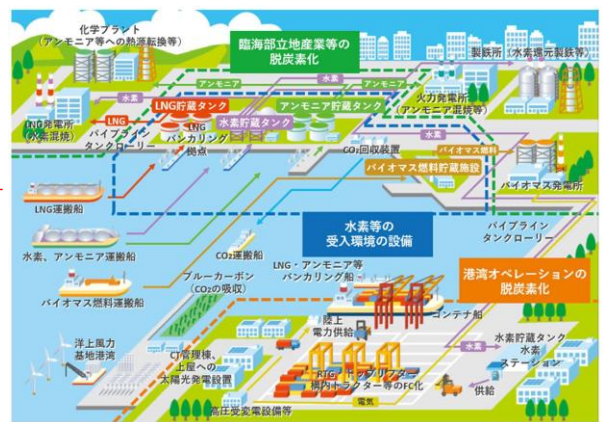 化学プラント
（アンモニア等への熱源転換等）
臨海部立地産業等の
脱炭素化
製鉄所（水素還元製鉄等）
アンモニア
アンモニア
水素
水素
LNG
LNG貯蔵タンク
アンモニア貯蔵タンク
火力発電所
（アンモニア混焼等）
LNG発電所
（水素混焼）
パイプライン
タンクローリー
LNG
バンカリング
拠点
水素貯蔵タンク
水素
CO₂回収装置
バイオマス燃料
バイオマス燃料貯蔵施設
バイオマス発電所
LNG運搬船
水素等の
受入環境の設備
パイプライン
タンクローリー
水素、アンモニア運搬船
CO₂運搬船
LNG・アンモニア等
バンカリング船
港湾オペレーションの
脱炭素化
バイオマス燃料運搬船
ブルーカーボン
（CO₂の吸収）
コンテナ船
陸上
電力供給
洋上風力
基地港湾
CT管理棟、
上屋への
太陽光発電設置
水素
水素貯蔵タンク
水素
ステーション
RTG・トップリフター
構内トラクター等のFC化
供給
電気
高圧受変電設備等